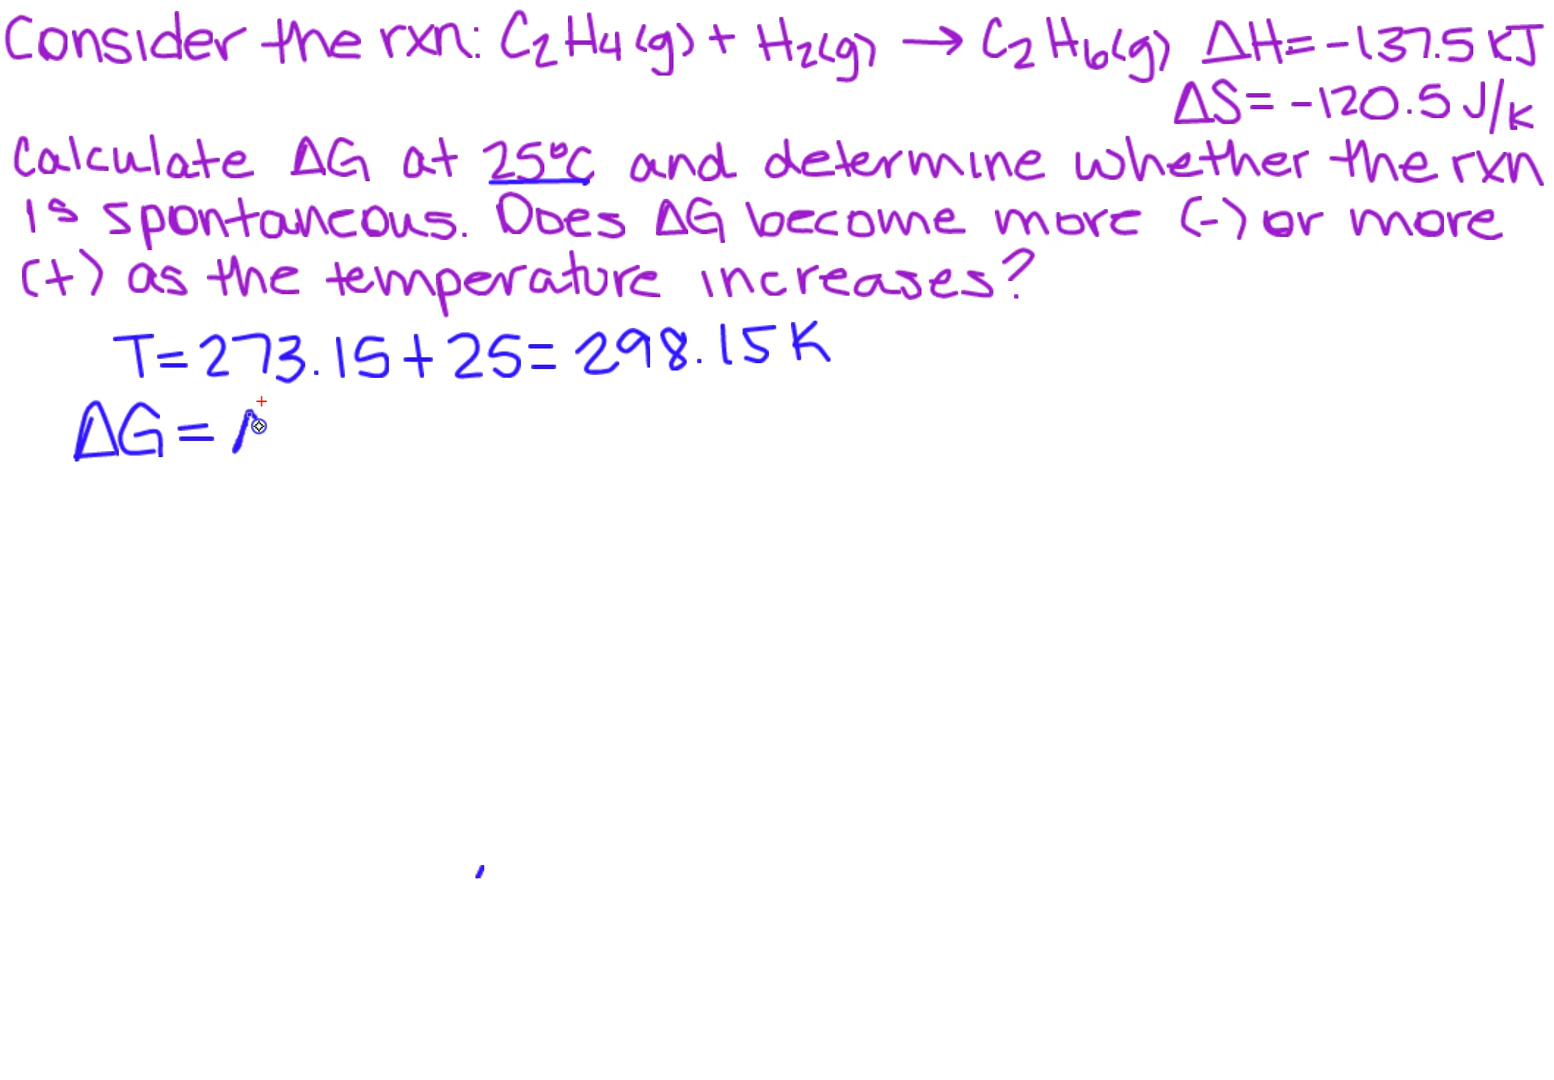 Consider the rxn: C₂H₄(g) + H₂(g) → C₂H₆(g) ΔH = -137.5 kJ
ΔS = -120.5 J/K
Calculate ΔG at 25°C and determine whether the rxn
is spontaneous. Does ΔG become more (-) or more
(+) as the temperature increases?
T = 273.15 + 25 = 298.15 K
ΔG =